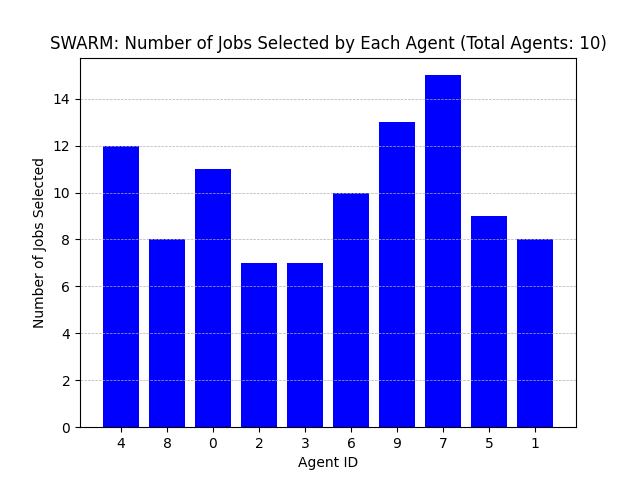 SWARM: Number of Jobs Selected by Each Agent (Total Agents: 10)
14
12
10
8
6
4
2
0
Number of Jobs Selected
4 8 0 2 3 6 9 7 5 1
Agent ID